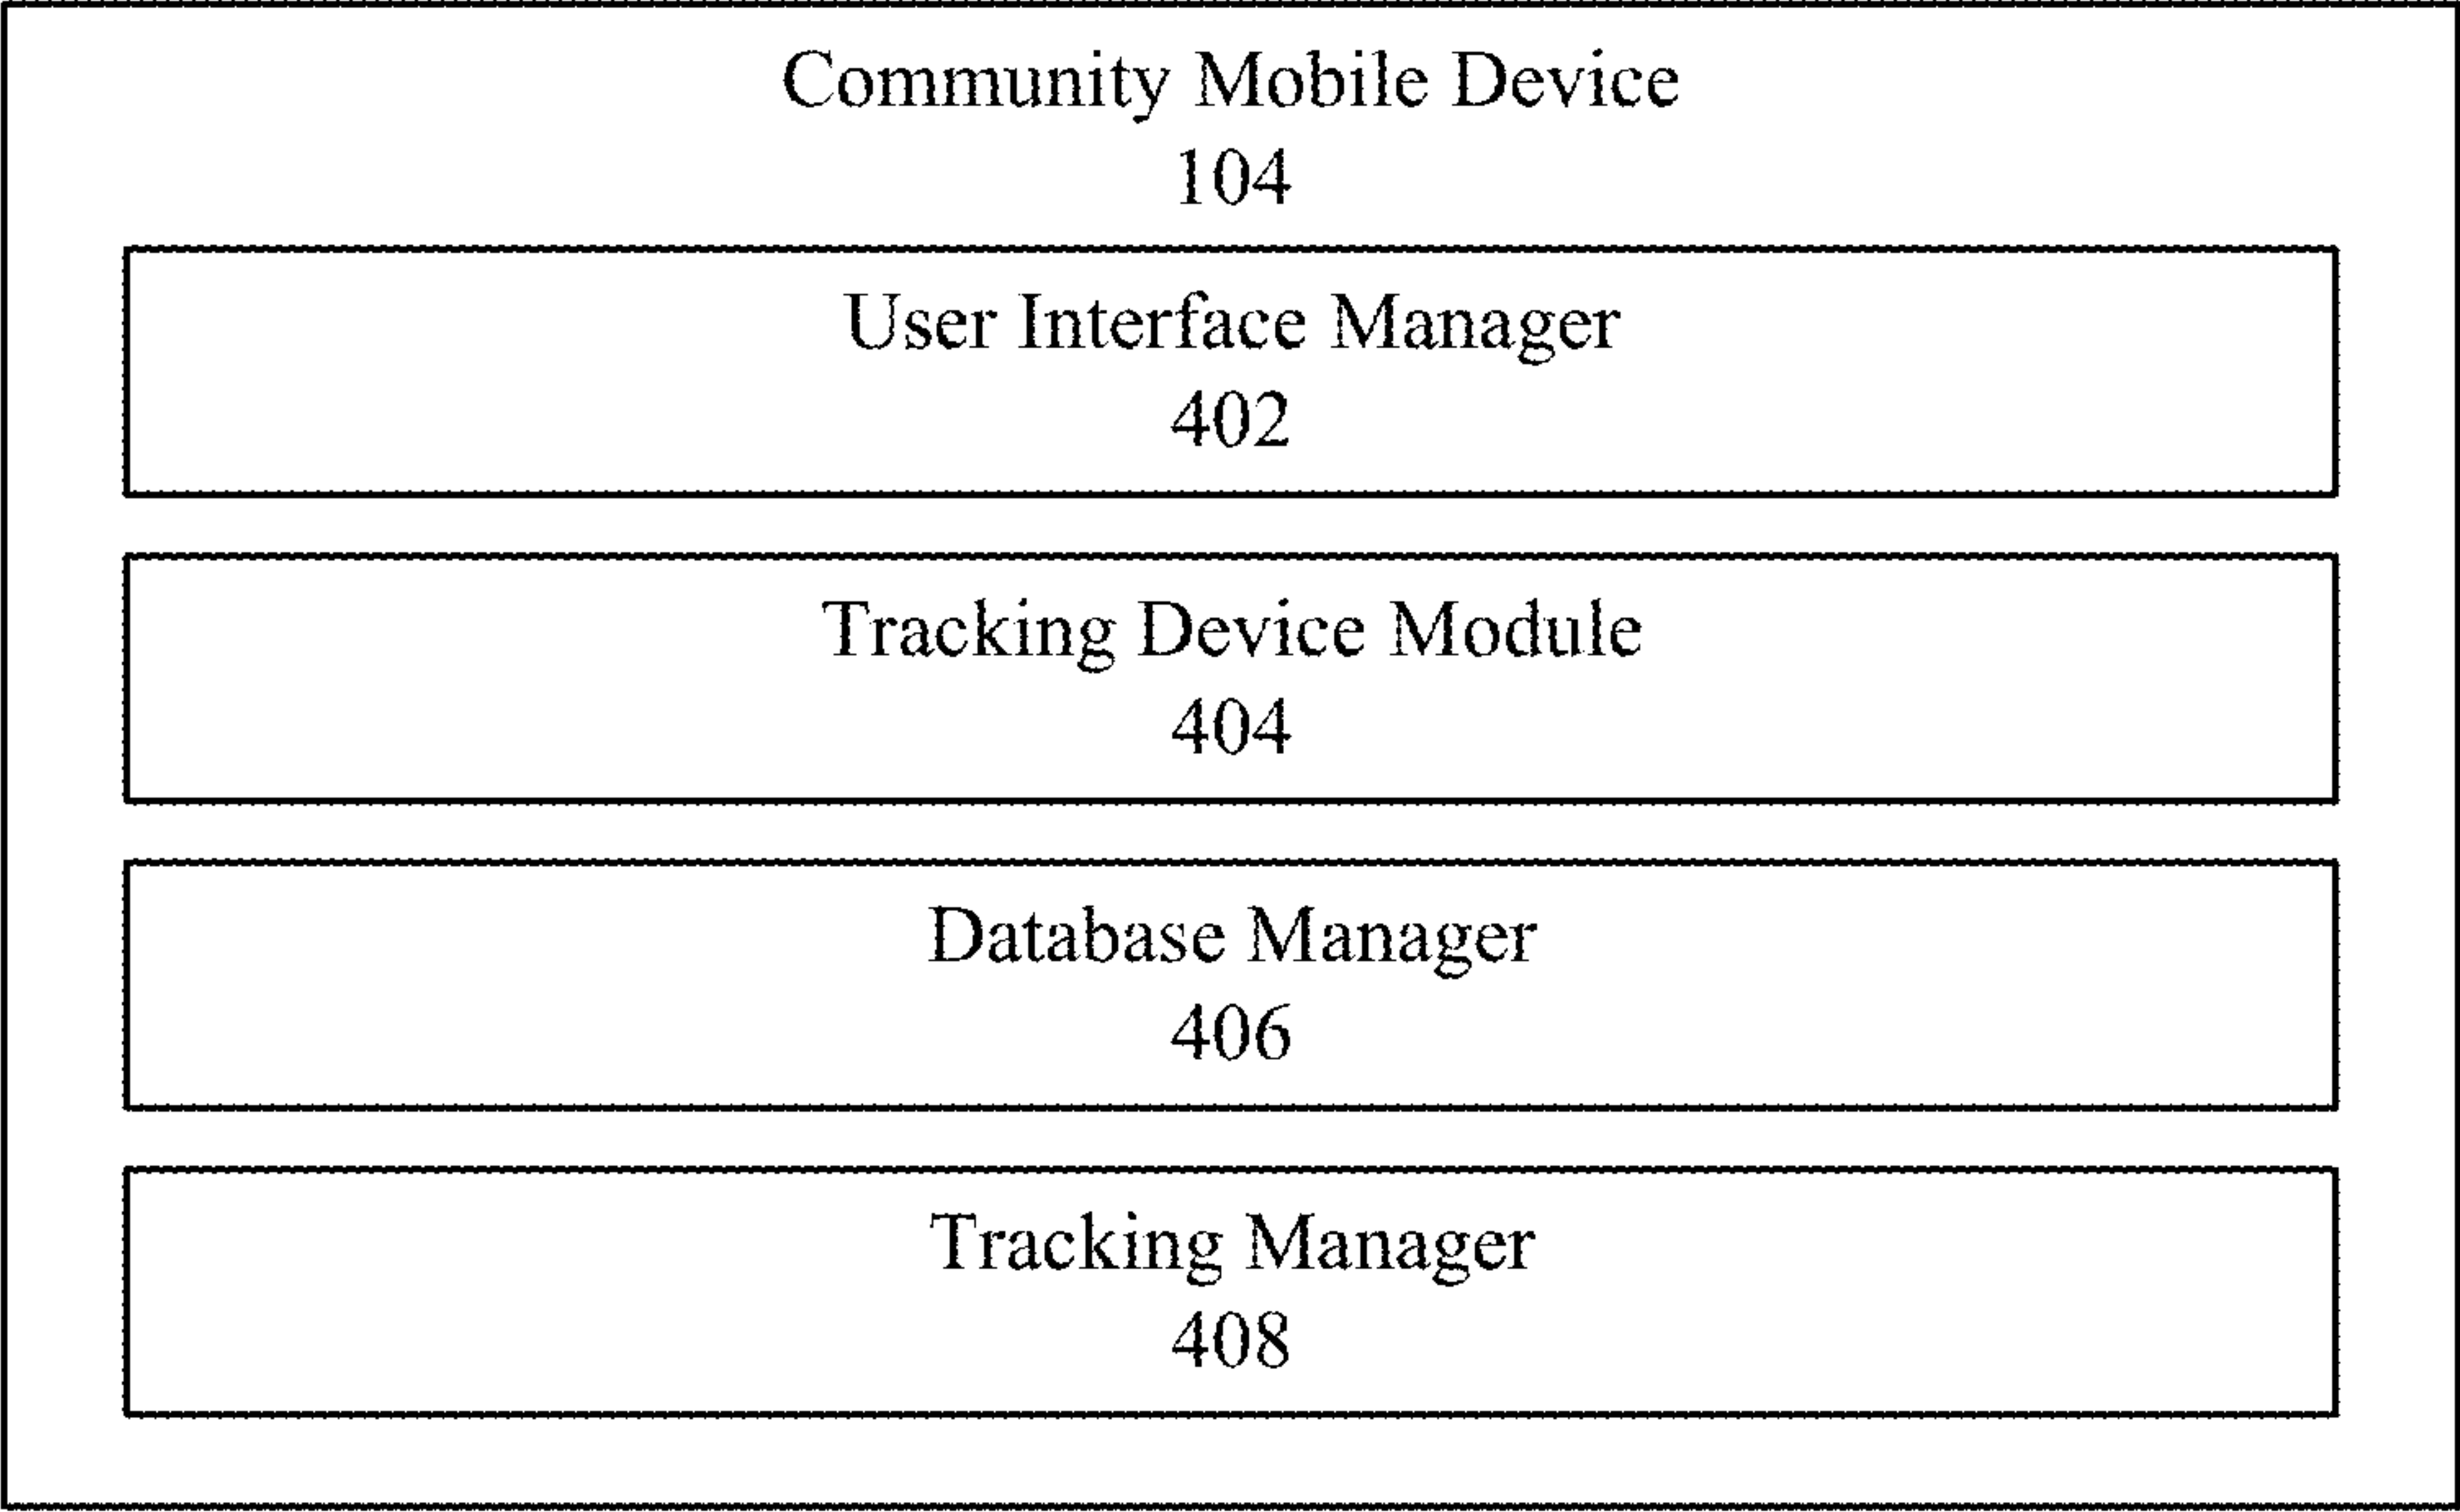 Community Mobile Device
104
User Interface Manager
402
Tracking Device Module
404
Database Manager
406
Tracking Manager
408